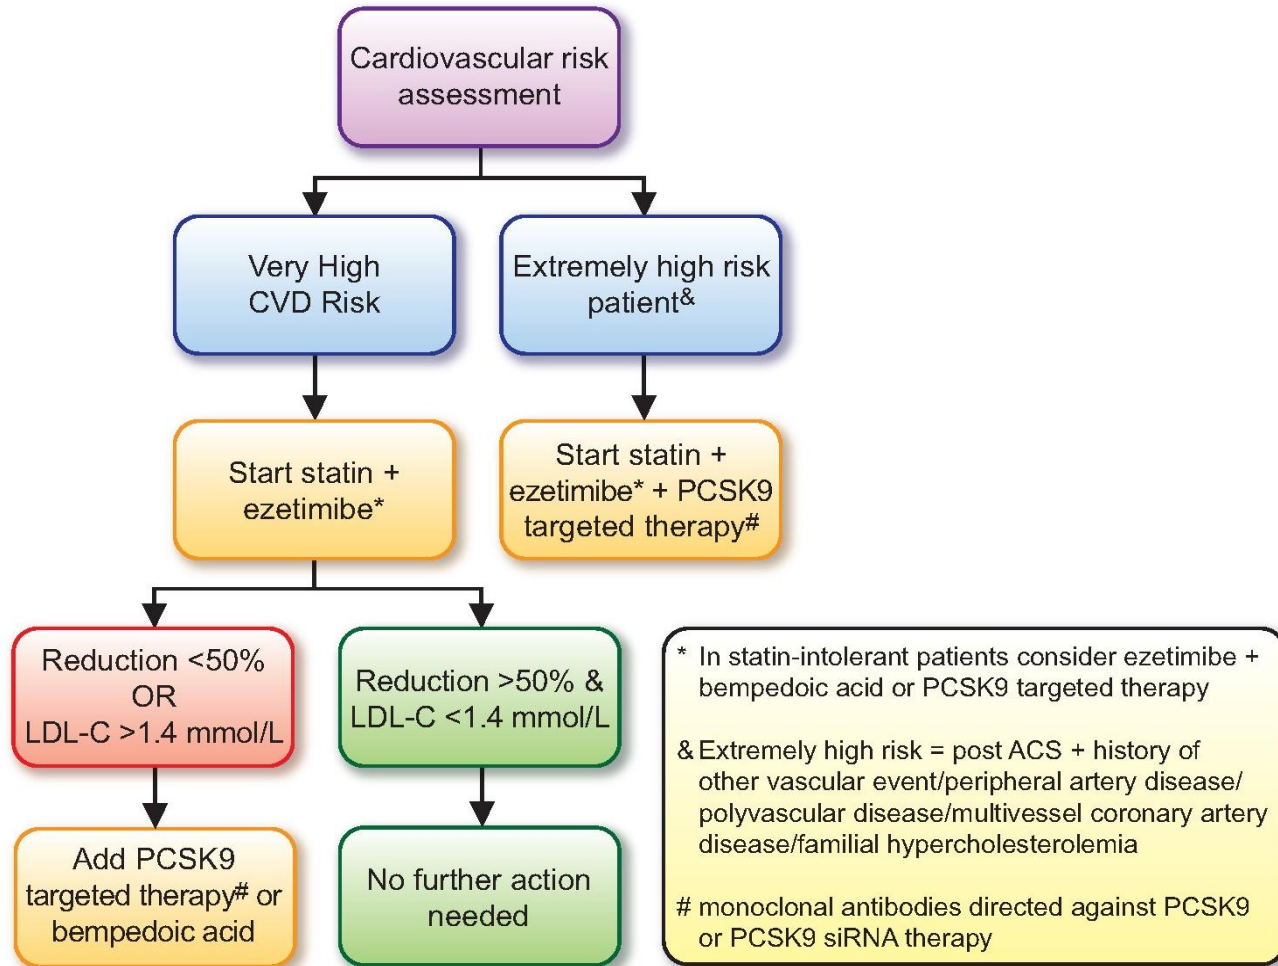 Cardiovascular risk
assessment
Very High
CVD Risk
Extremely high risk
patient&
Start statin +
ezetimibe*
Start statin +
ezetimibe* + PCSK9
targeted therapy#
Reduction <50%
OR
LDL-C >1.4 mmol/L
Reduction >50% &
LDL-C <1.4 mmol/L
Add PCSK9
targeted therapy# or
bempedoic acid
No further action
needed
* In statin-intolerant patients consider ezetimibe +
bempedoic acid or PCSK9 targeted therapy
& Extremely high risk = post ACS + history of
other vascular event/peripheral artery disease/
polyvascular disease/multivessel coronary artery
disease/familial hypercholesterolemia
# monoclonal antibodies directed against PCSK9
or PCSK9 siRNA therapy